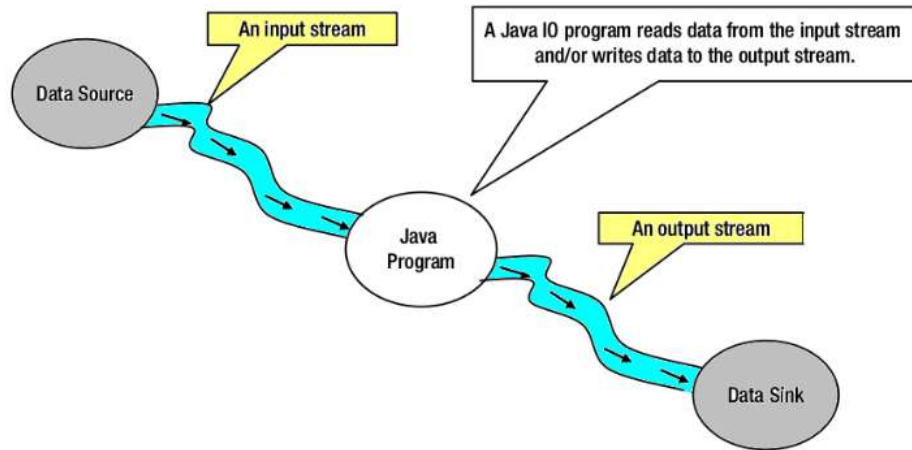 An input stream
A Java IO program reads data from the input stream
and/or writes data to the output stream.
Data Source
Java
Program
An output stream
Data Sink